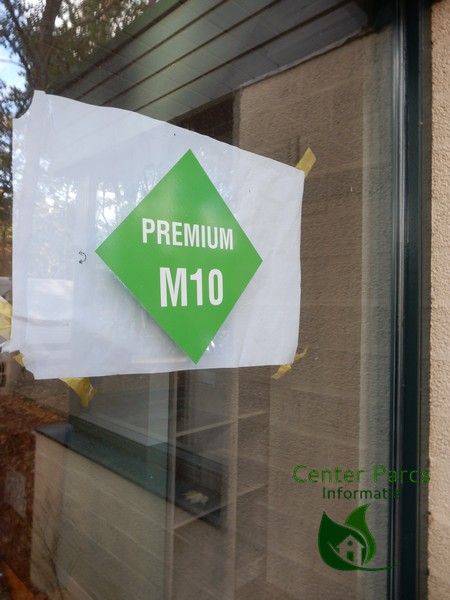 PREMIUM
M10
Center Parcs
Informatie